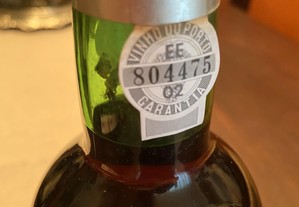 VINHO DO PORTO
EE
804475
02
GARANTIA